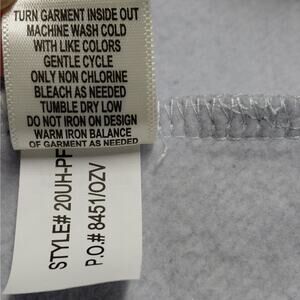 TURN GARMENT INSIDE OUT
MACHINE WASH COLD
WITH LIKE COLORS
GENTLE CYCLE
ONLY NON CHLORINE
BLEACH AS NEEDED
TUMBLE DRY LOW
DO NOT IRON ON DESIGN
WARM IRON BALANCE
OF GARMENT AS NEEDED
STYLE# 20UH-PF
P.O.# 8451/OZV